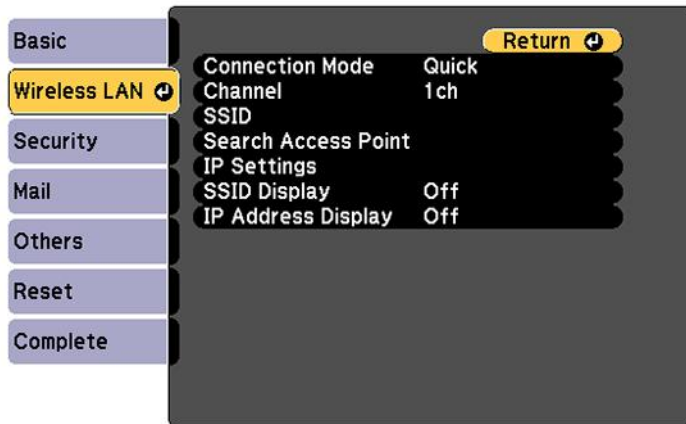 Basic
Wireless LAN
Security
Mail
Others
Reset
Complete
Return
Connection Mode Quick
Channel 1ch
SSID
Search Access Point
IP Settings
SSID Display Off
IP Address Display Off